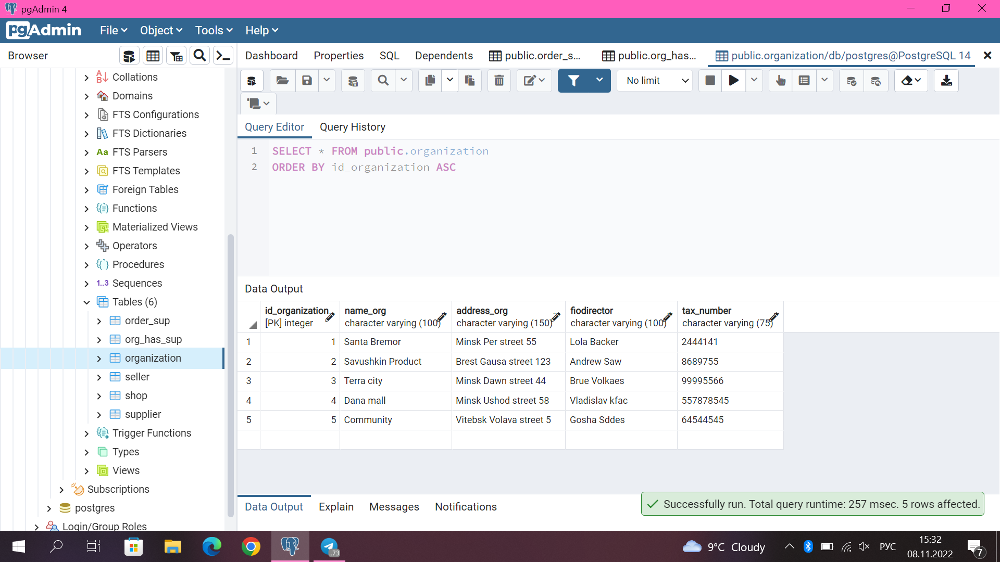 pgAdmin 4
pgAdmin File Object Tools Help
Browser
Dashboard Properties SQL Dependents public.order_s... public.org_has... public.organization/db/postgres@PostgreSQL 14
No limit
Collations
Domains
FTS Configurations
FTS Dictionaries
Aa FTS Parsers
FTS Templates
Foreign Tables
Functions
Materialized Views
Operators
Procedures
1..3 Sequences
Tables (6)
order_sup
org_has_sup
organization
seller
shop
supplier
Trigger Functions
Types
Views
Subscriptions
postgres
Login/Group Roles
Query Editor Query History
1 SELECT * FROM public.organization
2 ORDER BY id_organization ASC
Data Output
id_organization name_org address_org fiodirector tax_number
[PK] integer character varying (100) character varying (150) character varying (100) character varying (75)
1 1 Santa Bremor Minsk Per street 55 Lola Backer 2444141
2 2 Savushkin Product Brest Gausa street 123 Andrew Saw 8689755
3 3 Terra city Minsk Dawn street 44 Brue Volkaes 99995566
4 4 Dana mall Minsk Ushod street 58 Vladislav kfac 557878545
5 5 Community Vitebsk Volava street 5 Gosha Sddes 64544545
Data Output Explain Messages Notifications
Successfully run. Total query runtime: 257 msec. 5 rows affected.
..73
9°C Cloudy
РУС
15:32
08.11.2022
7